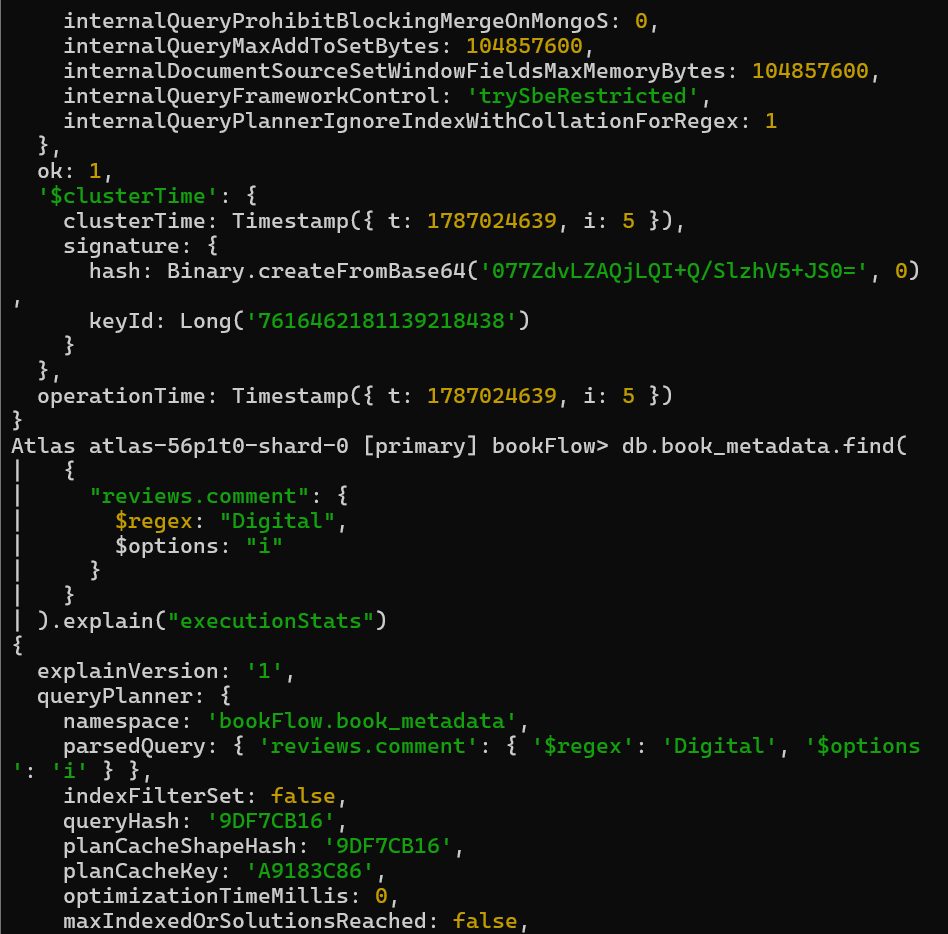 internalQueryProhibitBlockingMergeOnMongoS: 0,
    internalQueryMaxAddToSetBytes: 104857600,
    internalDocumentSourceSetWindowFieldsMaxMemoryBytes: 104857600,
    internalQueryFrameworkControl: 'trySbeRestricted',
    internalQueryPlannerIgnoreIndexWithCollationForRegex: 1
  },
  ok: 1,
  '$clusterTime': {
    clusterTime: Timestamp({ t: 1787024639, i: 5 }),
    signature: {
      hash: Binary.createFromBase64('077ZdvLZAQjLQI+Q/SlzhV5+JS0=', 0)
,
      keyId: Long('7616462181139218438')
    }
  },
  operationTime: Timestamp({ t: 1787024639, i: 5 })
}
Atlas atlas-56p1t0-shard-0 [primary] bookFlow> db.book_metadata.find(
|   {
|     "reviews.comment": {
|       $regex: "Digital",
|       $options: "i"
|     }
|   }
| ).explain("executionStats")
{
  explainVersion: '1',
  queryPlanner: {
    namespace: 'bookFlow.book_metadata',
    parsedQuery: { 'reviews.comment': { '$regex': 'Digital', '$options
': 'i' } },
    indexFilterSet: false,
    queryHash: '9DF7CB16',
    planCacheShapeHash: '9DF7CB16',
    planCacheKey: 'A9183C86',
    optimizationTimeMillis: 0,
    maxIndexedOrSolutionsReached: false,